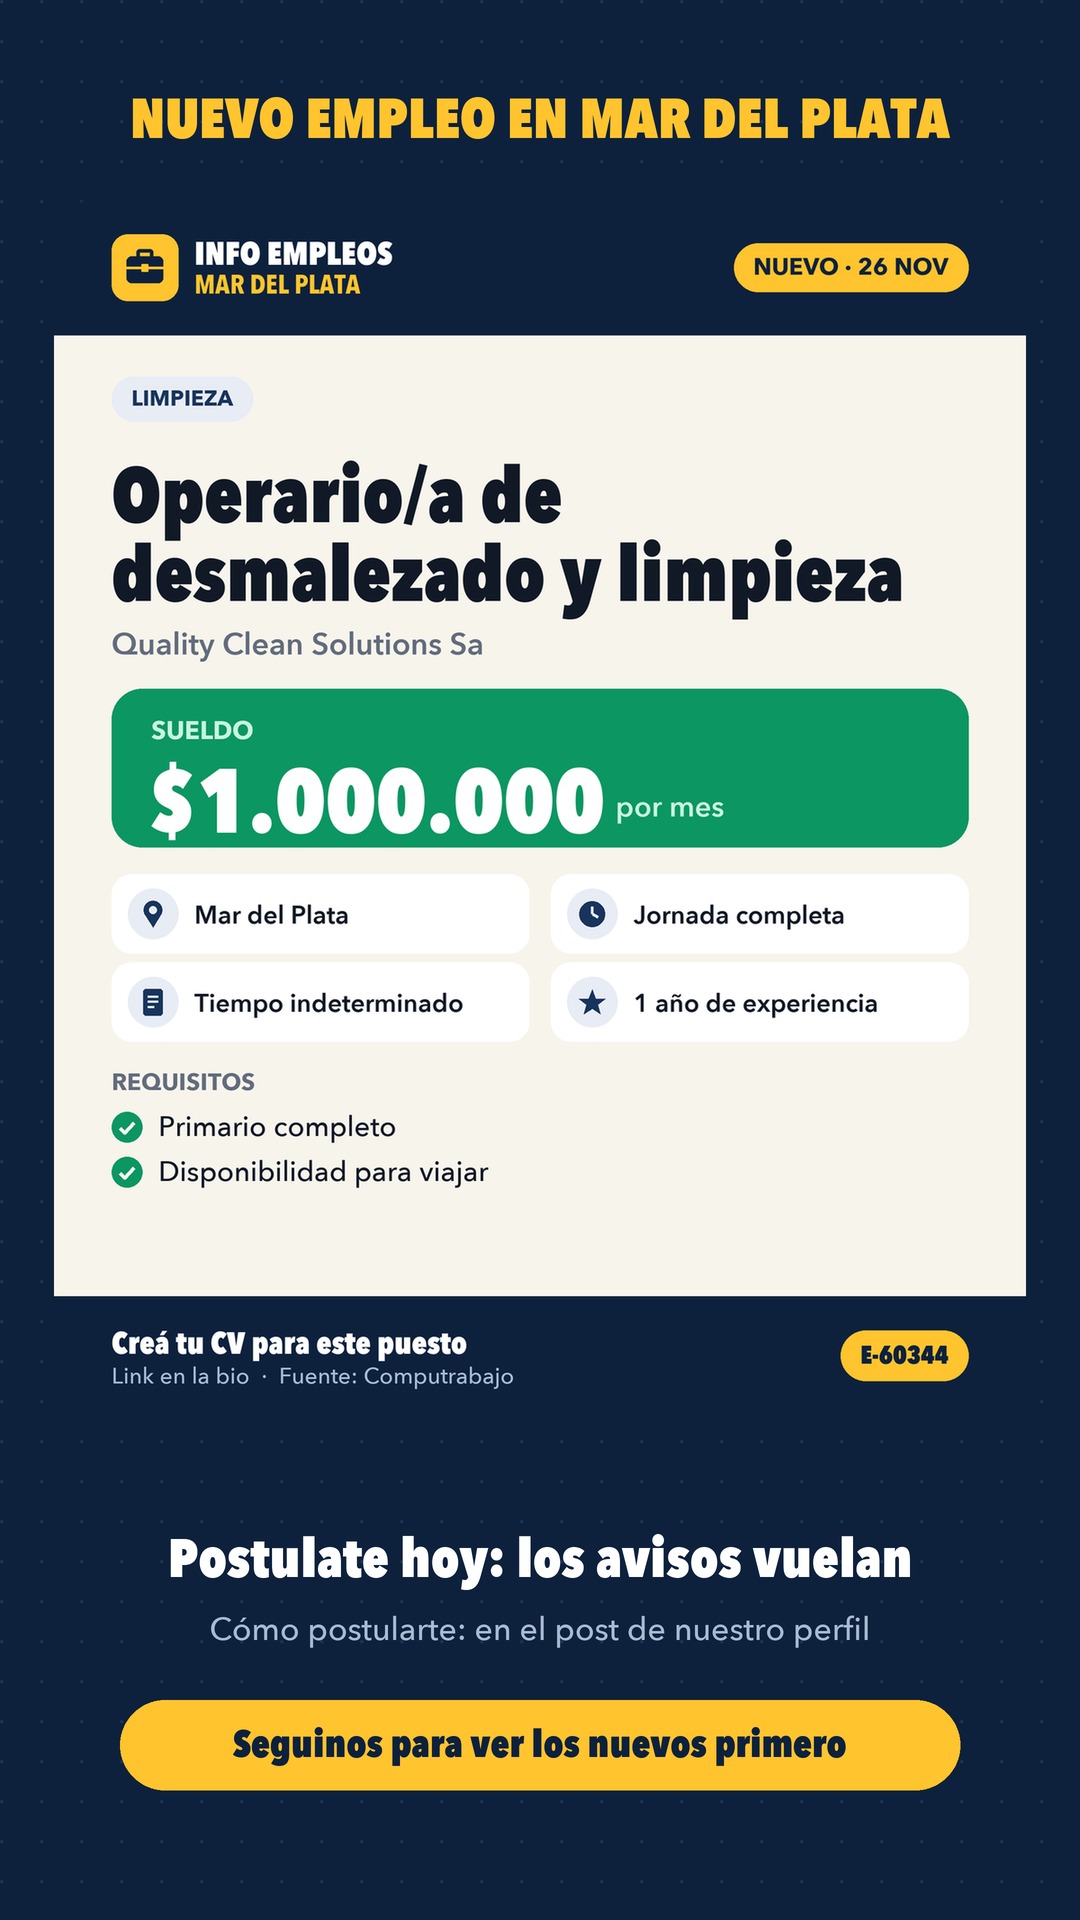 NUEVO EMPLEO EN MAR DEL PLATA
INFO EMPLEOS
MAR DEL PLATA
NUEVO · 26 NOV
LIMPIEZA
Operario/a de
desmalezado y limpieza
Quality Clean Solutions Sa
SUELDO
$1.000.000 por mes
Mar del Plata
Jornada completa
Tiempo indeterminado
1 año de experiencia
REQUISITOS
Primario completo
Disponibilidad para viajar
Creá tu CV para este puesto
Link en la bio · Fuente: Computrabajo
E-60344
Postulate hoy: los avisos vuelan
Cómo postularte: en el post de nuestro perfil
Seguinos para ver los nuevos primero